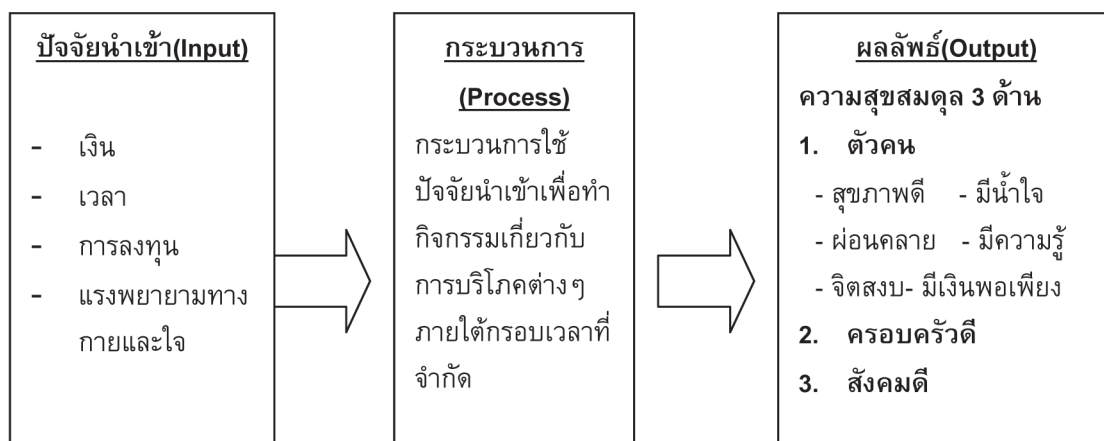 ปัจจัยนำเข้า(Input)
- เงิน
- เวลา
- การลงทุน
- แรงพยายามทาง
กายและใจ
กระบวนการ
(Process)
กระบวนการใช้
ปัจจัยนำเข้าเพื่อทำ
กิจกรรมเกี่ยวกับ
การบริโภคต่างๆ
ภายใต้กรอบเวลาที่
จำกัด
ผลลัพธ์(Output)
ความสุขสมดุล 3 ด้าน
1. ตัวคน
- สุขภาพดี - มีน้ำใจ
- ผ่อนคลาย - มีความรู้
- จิตสงบ- มีเงินพอเพียง
2. ครอบครัวดี
3. สังคมดี